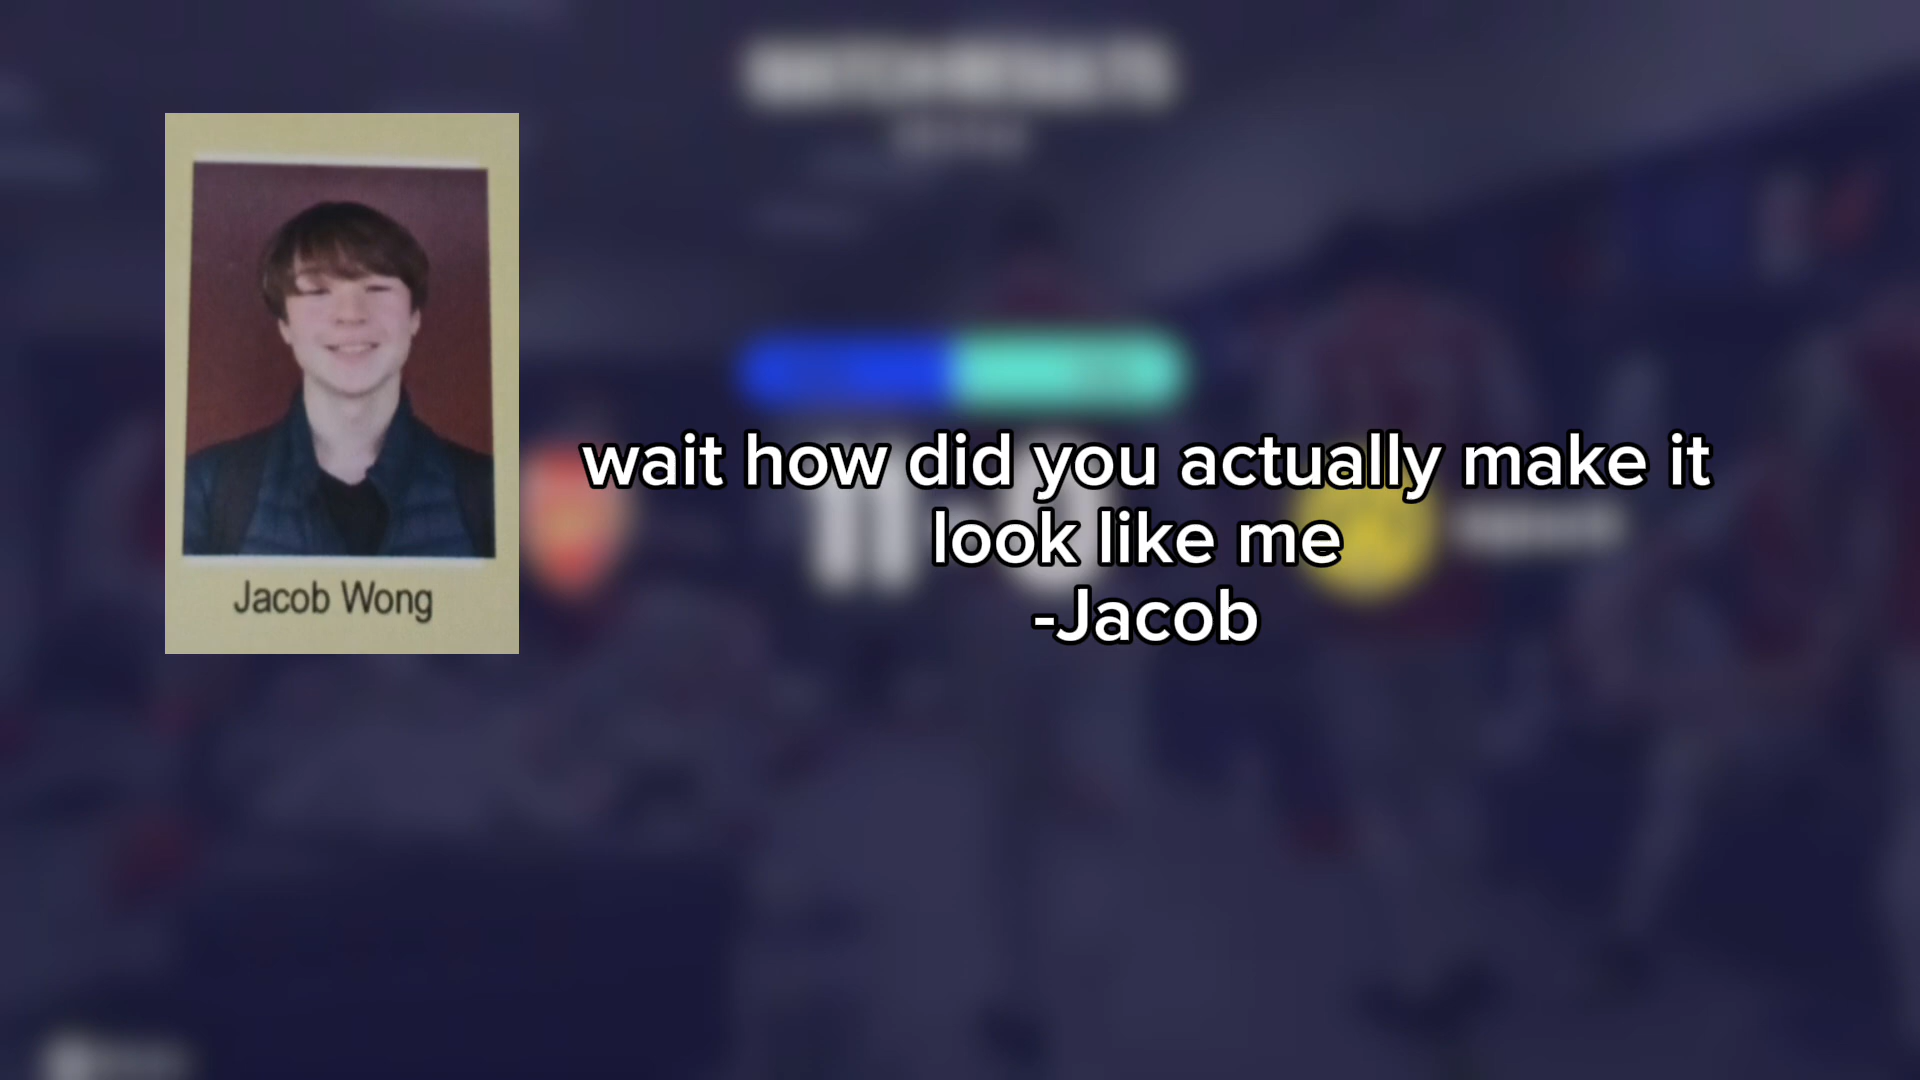 Jacob Wong
wait how did you actually make it
look like me
-Jacob